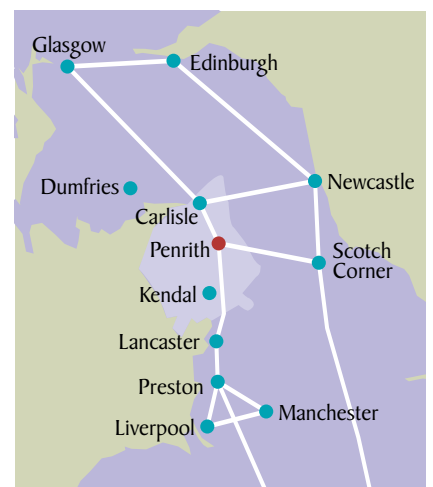 Glasgow
Edinburgh
Dumfries
Newcastle
Carlisle
Penrith
Scotch
Corner
Kendal
Lancaster
Preston
Manchester
Liverpool